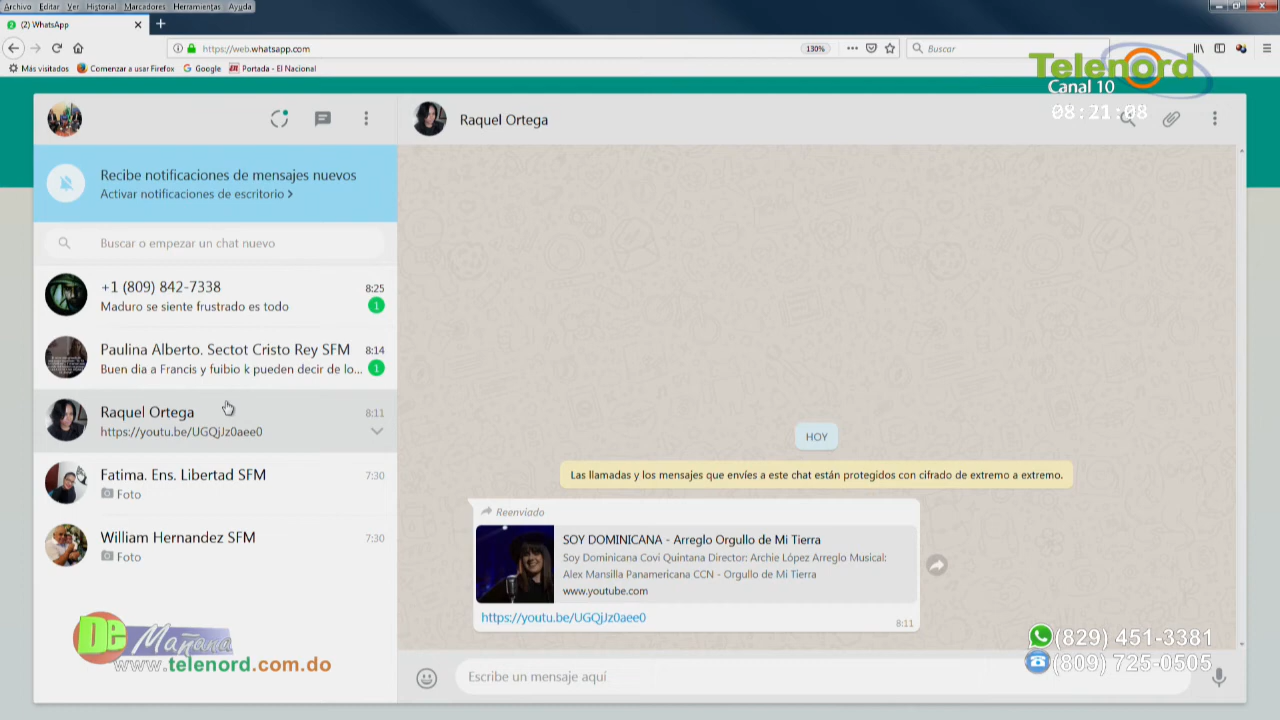 Archivo Editar Ver Historial Marcadores Herramientas Ayuda
(2) WhatsApp
https://web.whatsapp.com
130%
Buscar
Más visitados
Comenzar a usar Firefox
Google
Portada - El Nacional
Telenord
Canal 10
08:21:08
Raquel Ortega
Recibe notificaciones de mensajes nuevos
Activar notificaciones de escritorio >
Buscar o empezar un chat nuevo
+1 (809) 842-7338
8:25
Maduro se siente frustrado es todo
1
Paulina Alberto. Sectot Cristo Rey SFM
8:14
Buen dia a Francis y fuibio k pueden decir de lo...
1
Raquel Ortega
8:11
https://youtu.be/UGQjJz0aee0
Fatima. Ens. Libertad SFM
7:30
Foto
William Hernandez SFM
7:30
Foto
HOY
Las llamadas y los mensajes que envíes a este chat están protegidos con cifrado de extremo a extremo.
Reenviado
SOY DOMINICANA - Arreglo Orgullo de Mi Tierra
Soy Dominicana Covi Quintana Director: Archie López Arreglo Musical:
Alex Mansilla Panamericana CCN - Orgullo de Mi Tierra
www.youtube.com
https://youtu.be/UGQjJz0aee0
8:11
De Mañana
www.telenord.com.do
(829) 451-3381
(809) 725-0505
Escribe un mensaje aquí